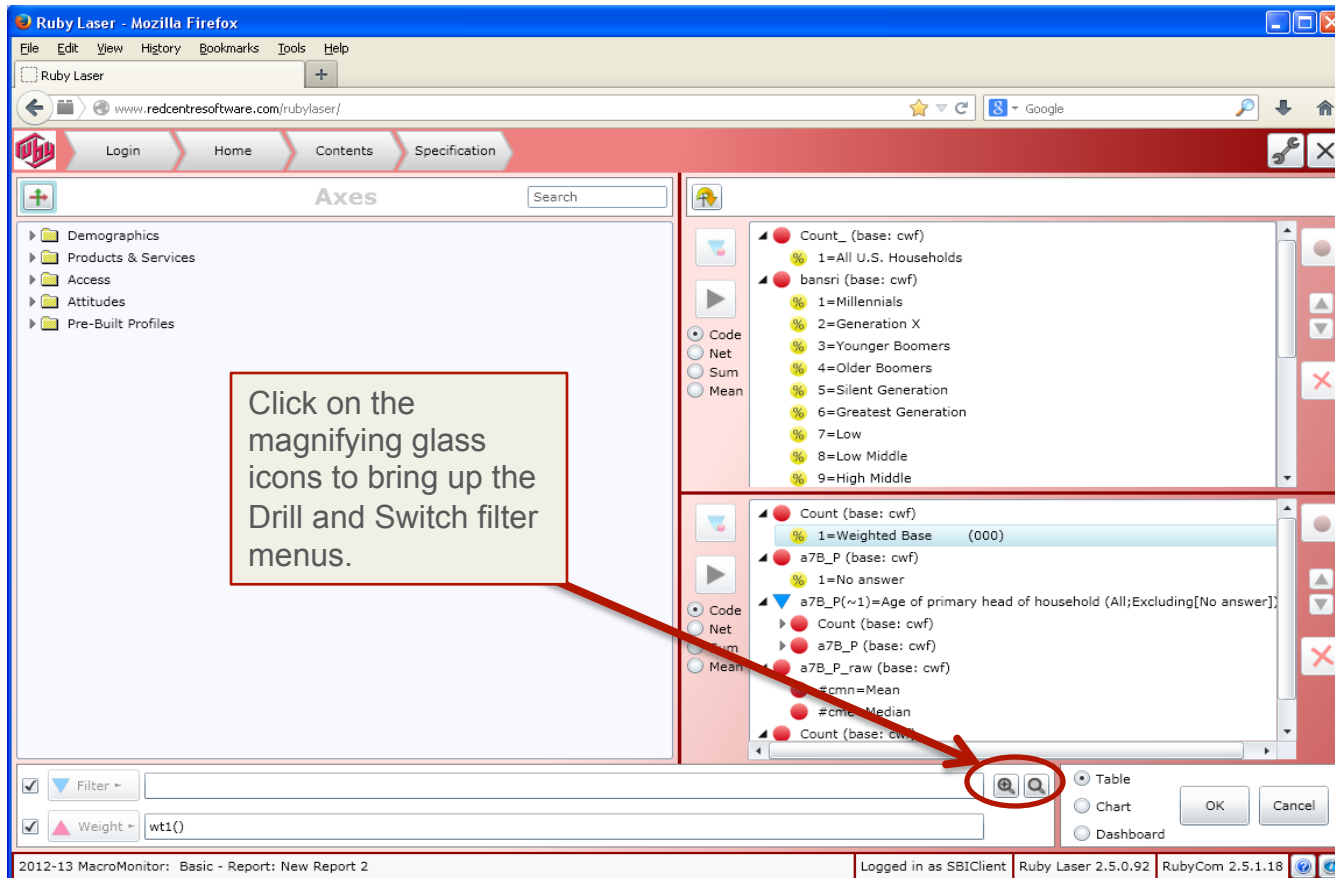 Ruby Laser - Mozilla Firefox
File Edit View History Bookmarks Tools Help
Ruby Laser
www.redcentresoftware.com/rubylaser/
Google
Ruby Login Home Contents Specification
Axes
Search
Demographics
Products & Services
Access
Attitudes
Pre-Built Profiles
Click on the
magnifying glass
icons to bring up the
Drill and Switch filter
menus.
Code
Net
Sum
Mean
Count_ (base: cwf)
% 1=All U.S. Households
bansri (base: cwf)
% 1=Millennials
% 2=Generation X
% 3=Younger Boomers
% 4=Older Boomers
% 5=Silent Generation
% 6=Greatest Generation
% 7=Low
% 8=Low Middle
% 9=High Middle
Code
Net
Sum
Mean
Count (base: cwf)
% 1=Weighted Base (000)
a7B_P (base: cwf)
% 1=No answer
a7B_P(~1)=Age of primary head of household (All;Excluding[No answer])
Count (base: cwf)
a7B_P (base: cwf)
a7B_P_raw (base: cwf)
#cmn=Mean
#cme=Median
Count (base: cwf)
Filter
Weight wt1()
Table
Chart
Dashboard
OK Cancel
2012-13 MacroMonitor: Basic - Report: New Report 2
Logged in as SBIClient Ruby Laser 2.5.0.92 RubyCom 2.5.1.18